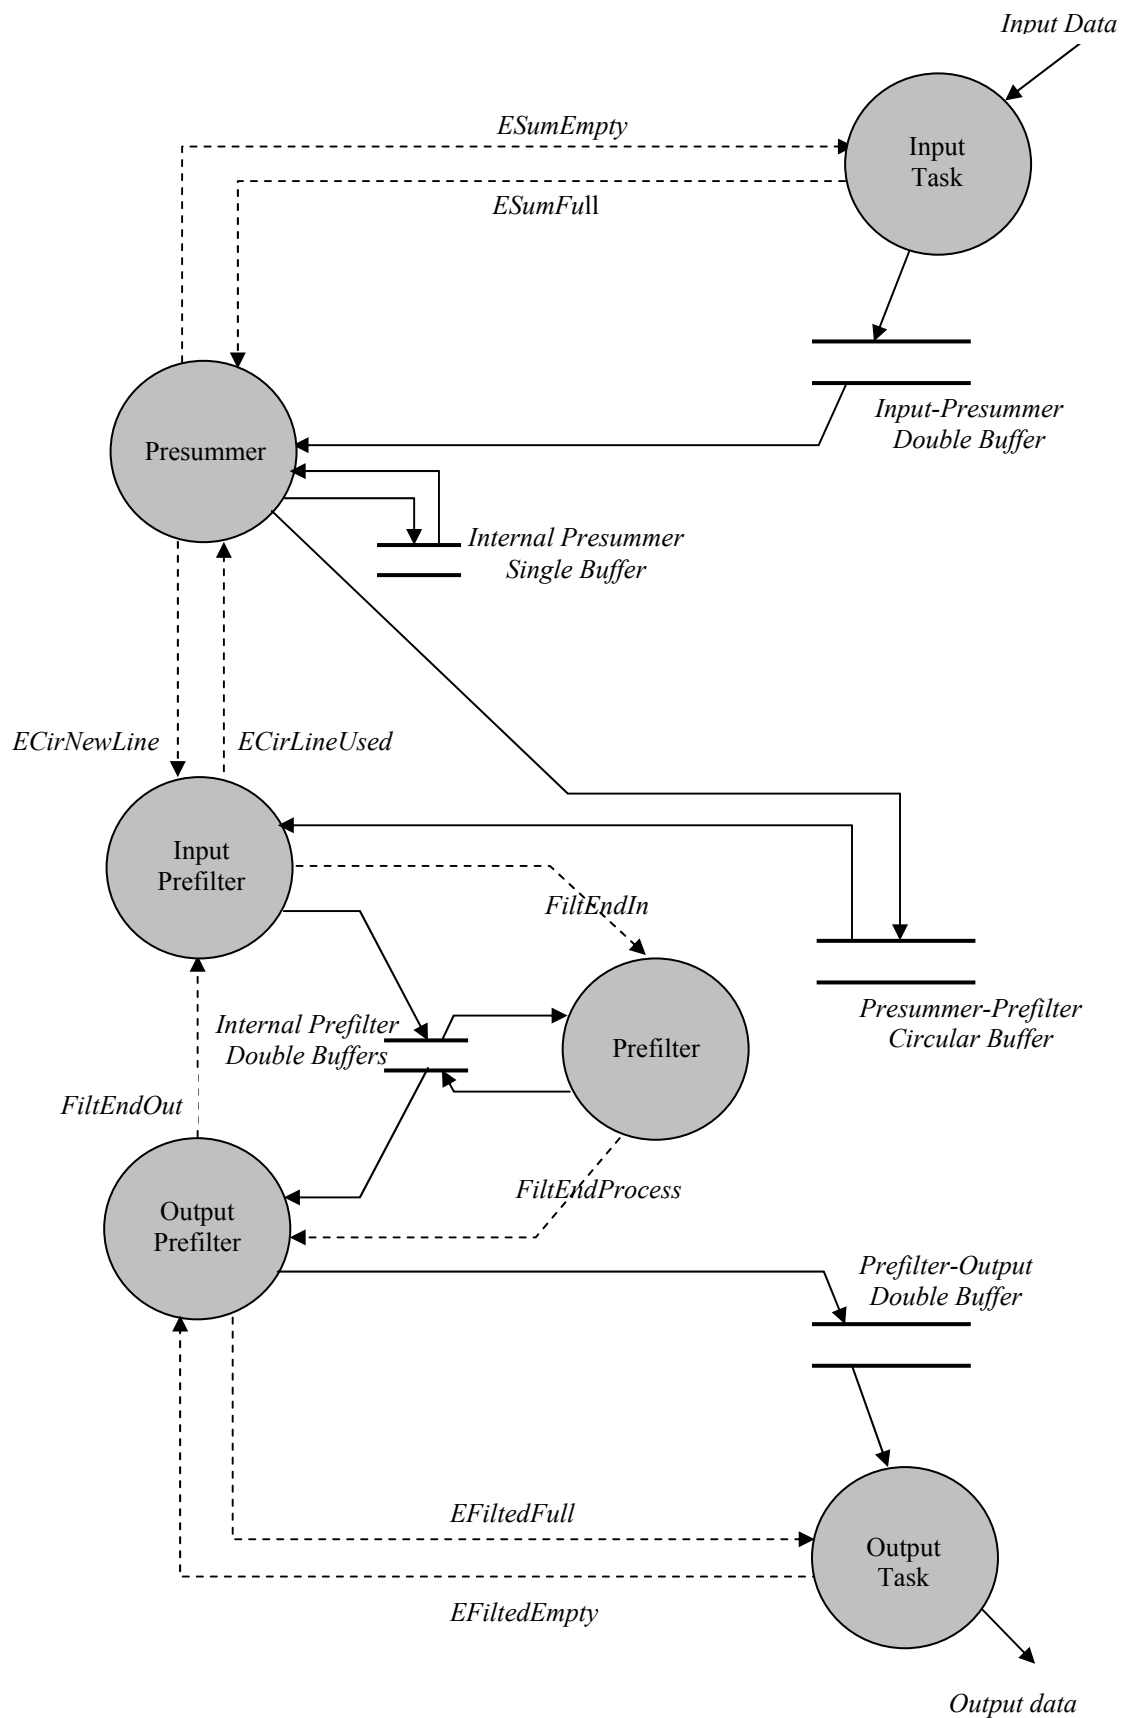 Input Data
ESumEmpty
Input
Task
ESumFull
Input-Presummer
Double Buffer
Presummer
Internal Presummer
Single Buffer
ECirNewLine
ECirLineUsed
Input
Prefilter
FiltEndIn
Presummer-Prefilter
Circular Buffer
Internal Prefilter
Double Buffers
Prefilter
FiltEndOut
FiltEndProcess
Output
Prefilter
Prefilter-Output
Double Buffer
EFiltedFull
Output
Task
EFiltedEmpty
Output data